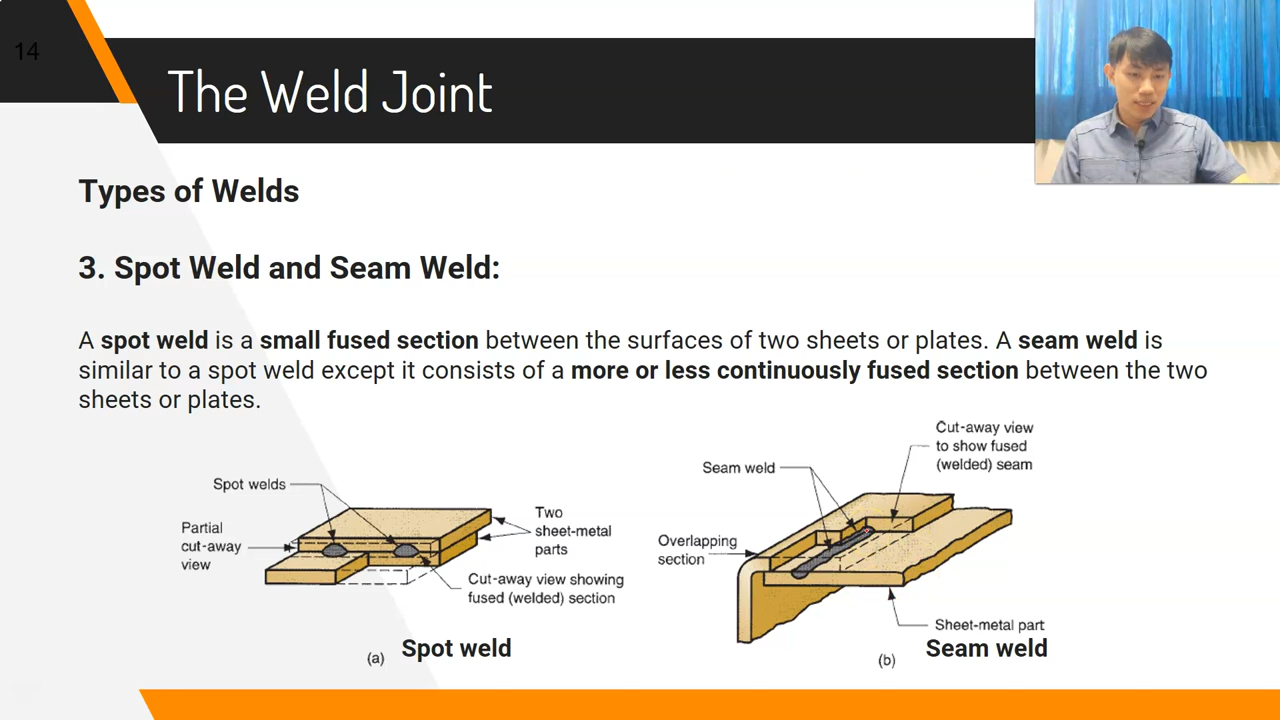 14
The Weld Joint
Types of Welds
3. Spot Weld and Seam Weld:
A spot weld is a small fused section between the surfaces of two sheets or plates. A seam weld is
similar to a spot weld except it consists of a more or less continuously fused section between the two
sheets or plates.
Spot welds
Partial
cut-away
view
Two
sheet-metal
parts
Cut-away view showing
fused (welded) section
(a) Spot weld
Cut-away view
to show fused
(welded) seam
Seam weld
Overlapping
section
Sheet-metal part
(b) Seam weld